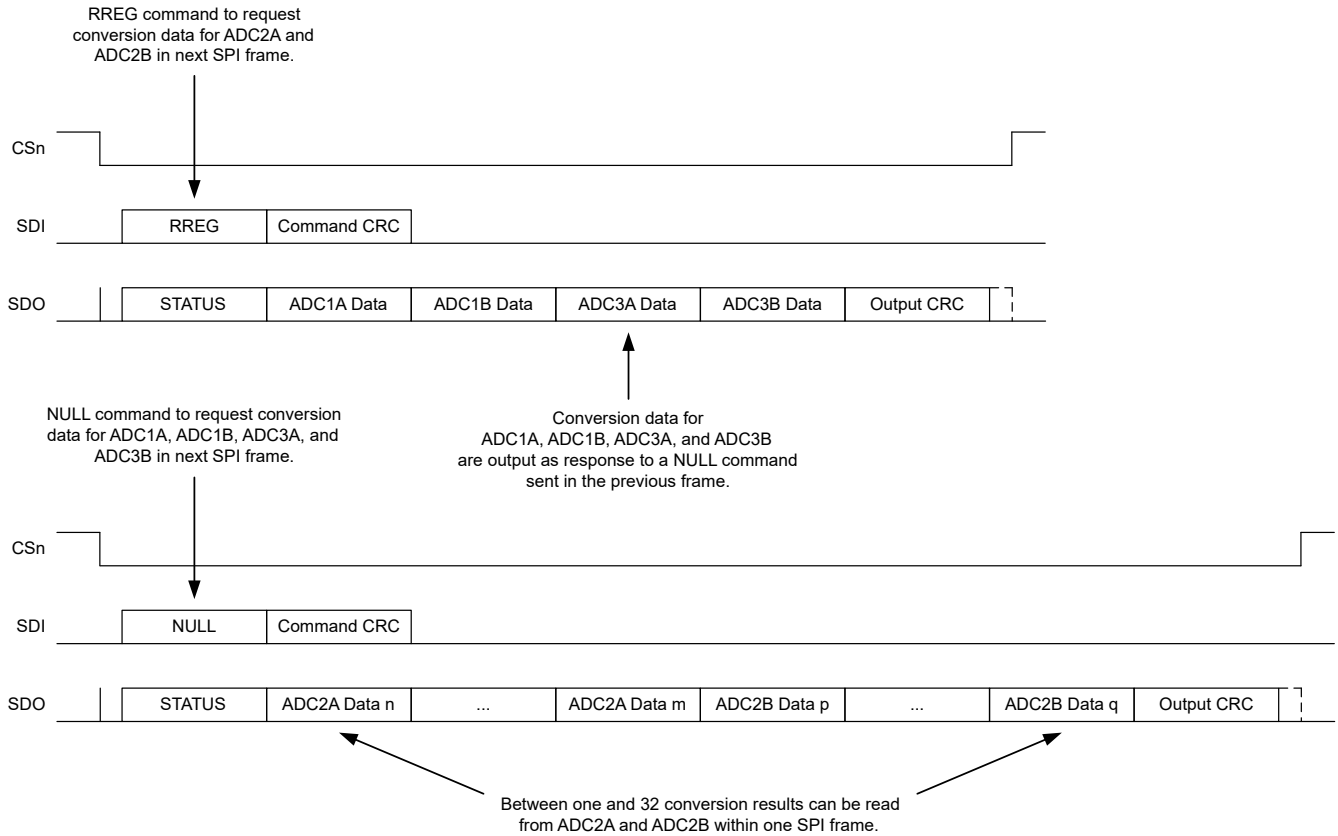 RREG command to request
conversion data for ADC2A and
ADC2B in next SPI frame.
CSn
SDI RREG Command CRC
SDO STATUS ADC1A Data ADC1B Data ADC3A Data ADC3B Data Output CRC
NULL command to request conversion
data for ADC1A, ADC1B, ADC3A, and
ADC3B in next SPI frame.
Conversion data for
ADC1A, ADC1B, ADC3A, and ADC3B
are output as response to a NULL command
sent in the previous frame.
CSn
SDI NULL Command CRC
SDO STATUS ADC2A Data n ... ADC2A Data m ADC2B Data p ... ADC2B Data q Output CRC
Between one and 32 conversion results can be read
from ADC2A and ADC2B within one SPI frame.